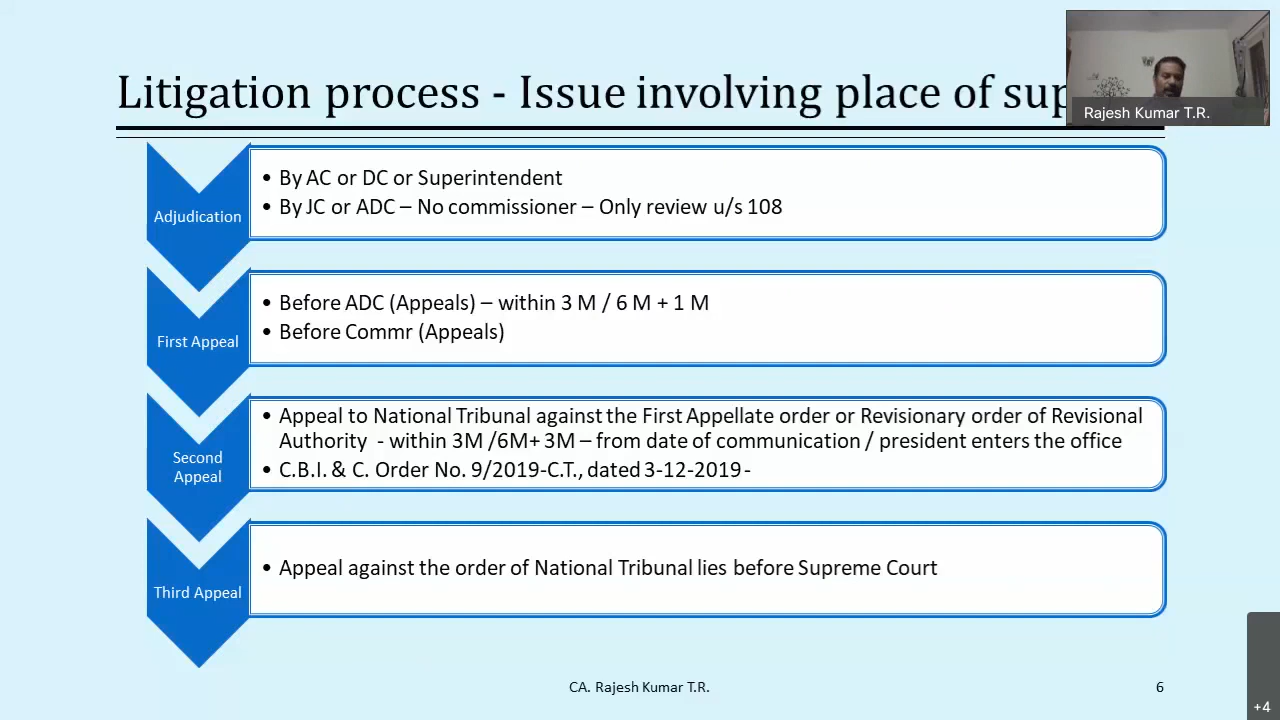 Litigation process - Issue involving place of sup
Rajesh Kumar T.R.
Adjudication
• By AC or DC or Superintendent
• By JC or ADC – No commissioner – Only review u/s 108
First Appeal
• Before ADC (Appeals) – within 3 M / 6 M + 1 M
• Before Commr (Appeals)
Second
Appeal
• Appeal to National Tribunal against the First Appellate order or Revisionary order of Revisional
Authority - within 3M /6M+ 3M – from date of communication / president enters the office
• C.B.I. & C. Order No. 9/2019-C.T., dated 3-12-2019 -
Third Appeal
• Appeal against the order of National Tribunal lies before Supreme Court
CA. Rajesh Kumar T.R.
6
+4